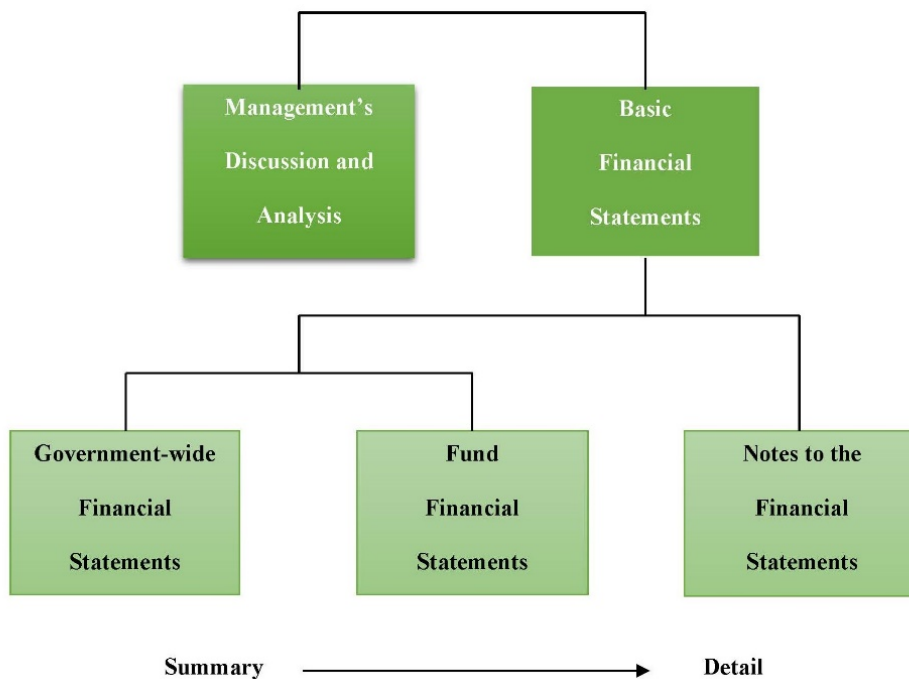 Management’s
Discussion and
Analysis
Basic
Financial
Statements
Government-wide
Financial
Statements
Fund
Financial
Statements
Notes to the
Financial
Statements
Summary
Detail